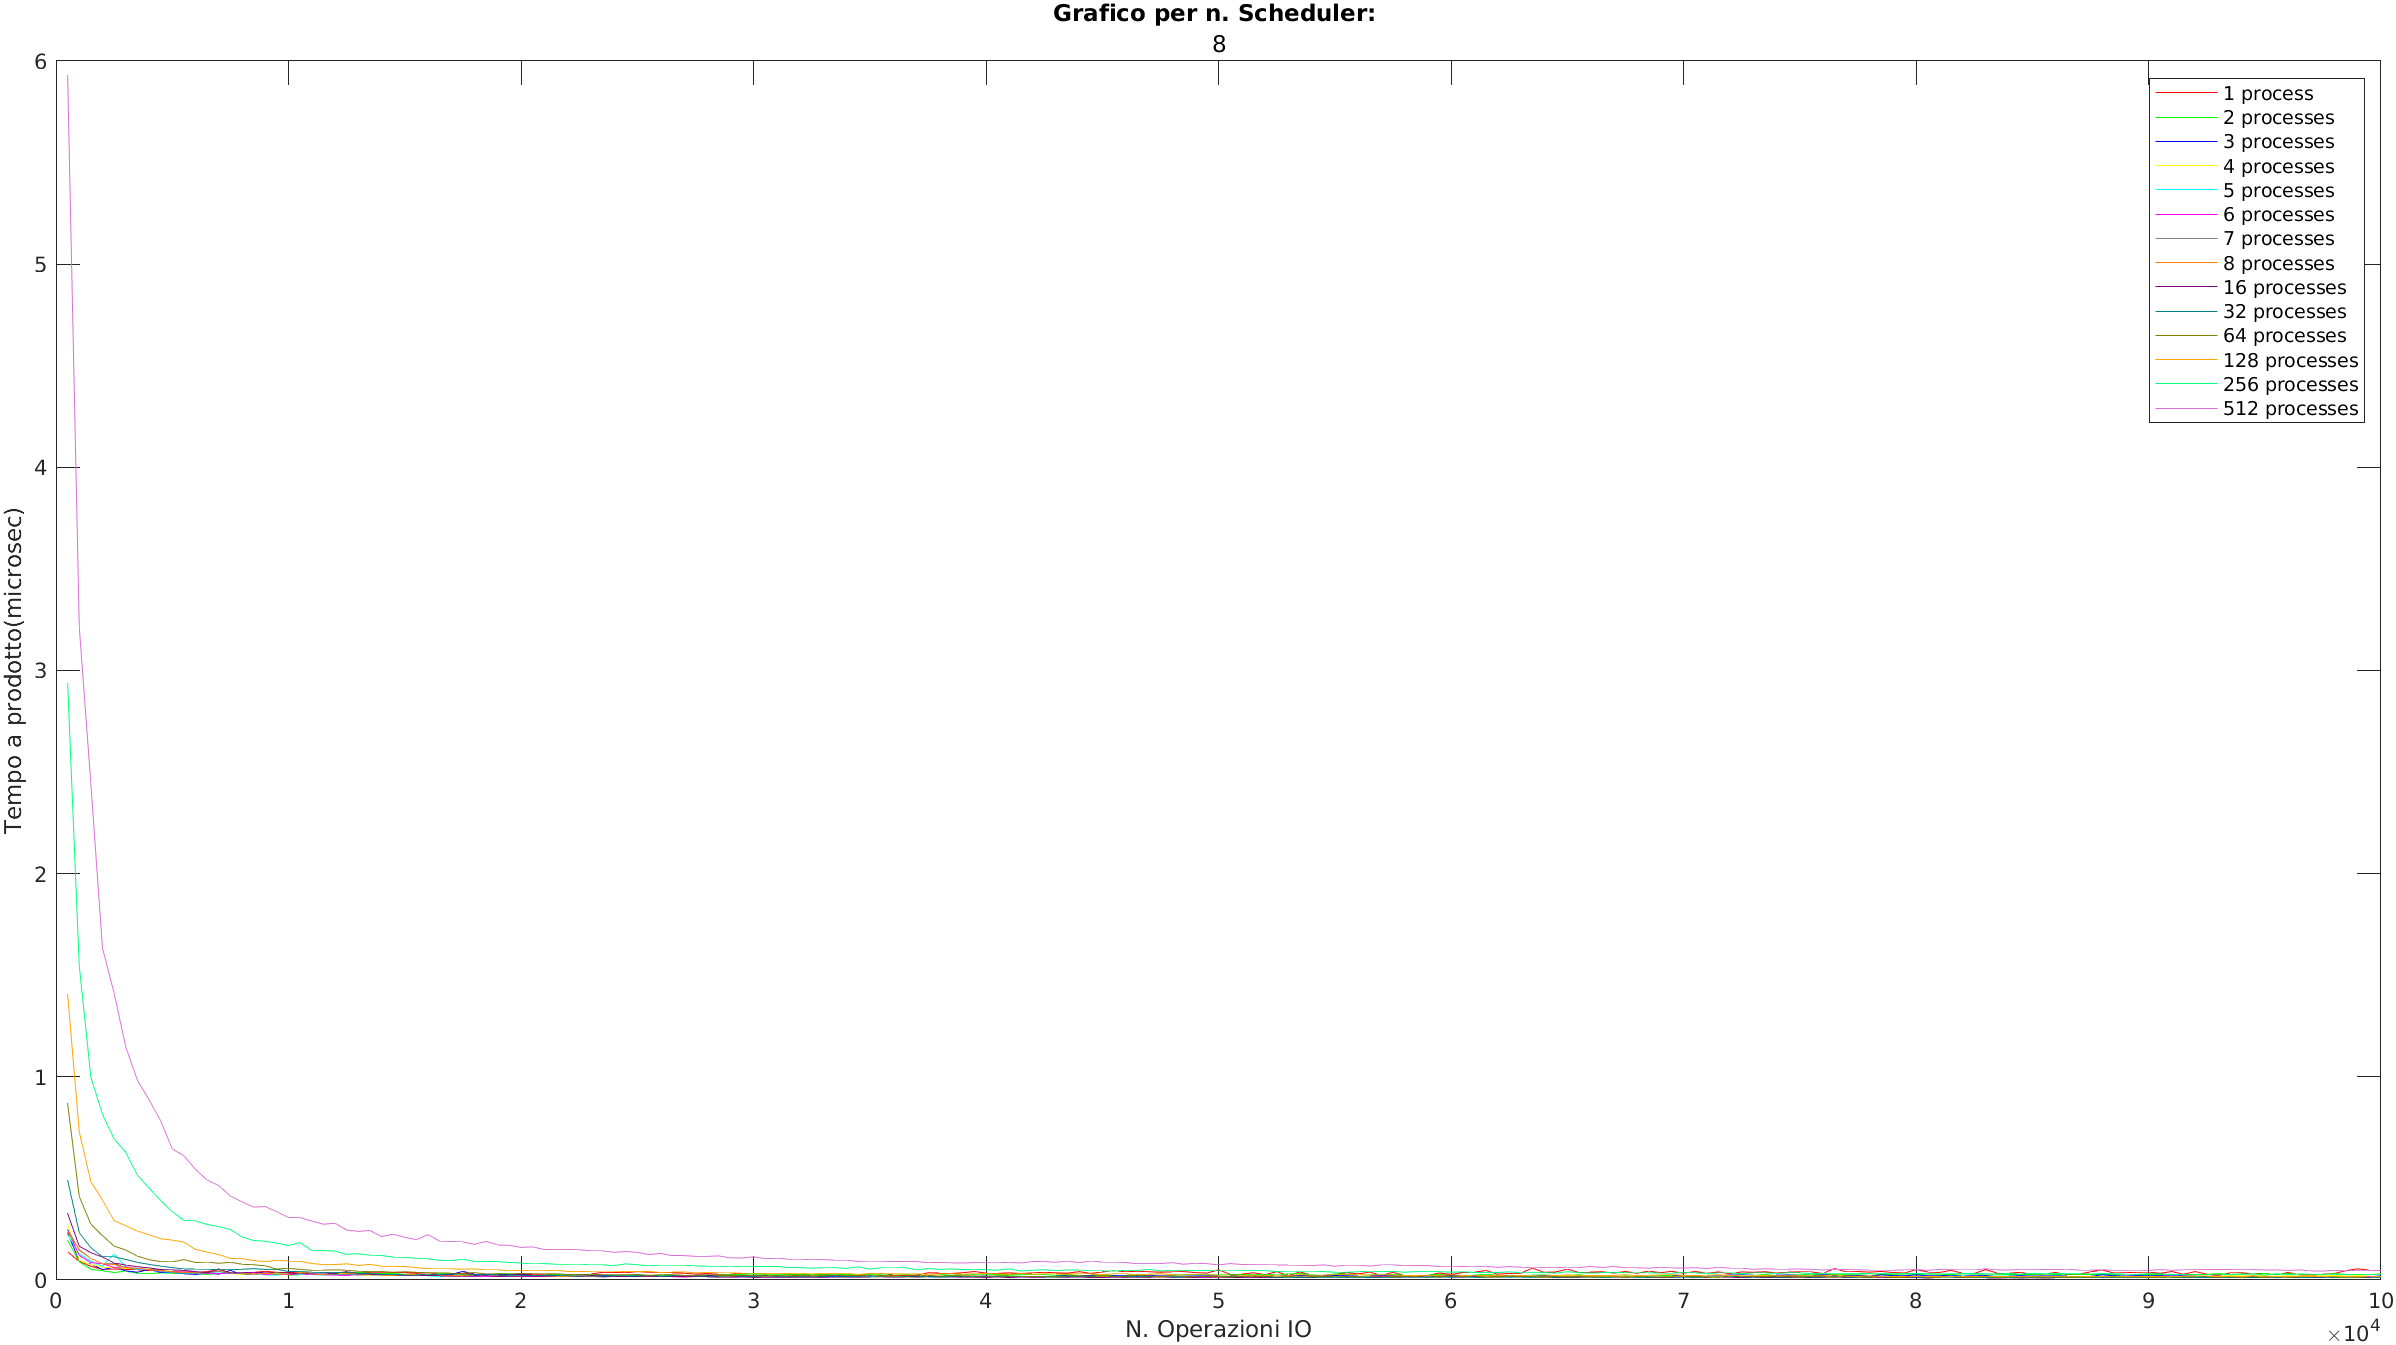 Grafico per n. Scheduler:
8
6
5
4
3
2
1
0
Tempo a prodotto(microsec)
1 process
2 processes
3 processes
4 processes
5 processes
6 processes
7 processes
8 processes
16 processes
32 processes
64 processes
128 processes
256 processes
512 processes
0 1 2 3 4 5 6 7 8 9 10
N. Operazioni IO
×10^4